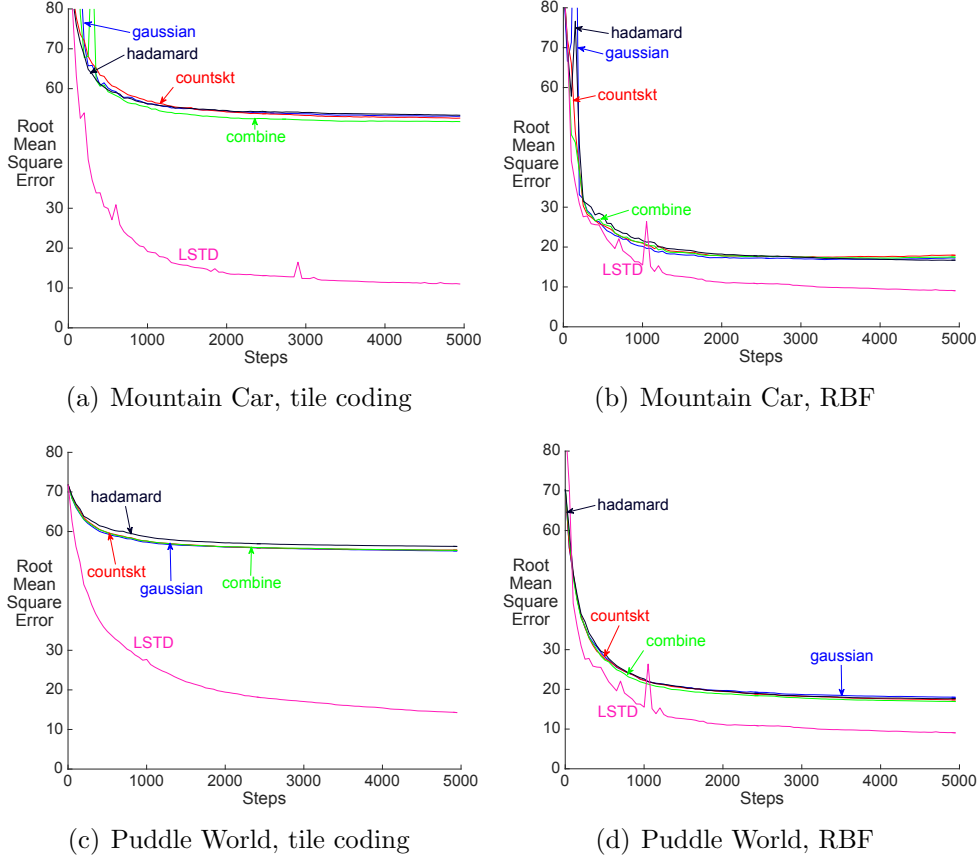 80
70
60
50
Root
Mean
Square
Error
30
20
10
0
0 1000 2000 3000 4000 5000
Steps
gaussian
hadamard
countskt
combine
LSTD
(a) Mountain Car, tile coding
80
70
60
50
Root
Mean
Square
Error
30
20
10
0
0 1000 2000 3000 4000 5000
Steps
hadamard
gaussian
countskt
combine
LSTD
(b) Mountain Car, RBF
80
70
60
Root
Mean
Square
Error
30
20
10
0
0 1000 2000 3000 4000 5000
Steps
hadamard
countskt
gaussian
combine
LSTD
(c) Puddle World, tile coding
80
70
60
Root
Mean
Square
Error
30
20
10
0
0 1000 2000 3000 4000 5000
Steps
hadamard
countskt
combine
gaussian
LSTD
(d) Puddle World, RBF